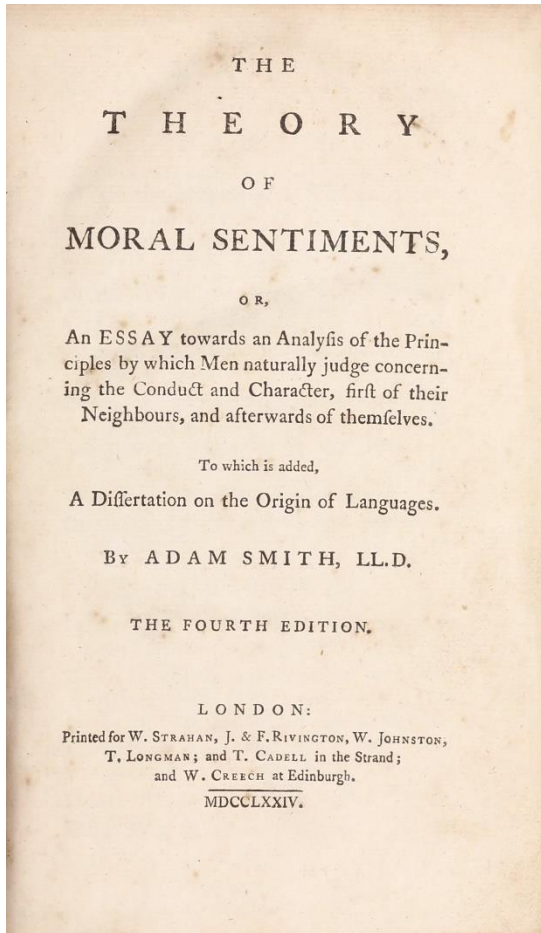 THE
THEORY
OF
MORAL SENTIMENTS,
OR,
An ESSAY towards an Analyſis of the Prin-
ciples by which Men naturally judge concern-
ing the Conduct and Character, firſt of their
Neighbours, and afterwards of themſelves.
To which is added,
A Diſſertation on the Origin of Languages.
By ADAM SMITH, LL.D.
THE FOURTH EDITION.
LONDON:
Printed for W. STRAHAN, J. & F. RIVINGTON, W. JOHNSTON,
T. LONGMAN; and T. CADELL in the Strand;
and W. CREECH at Edinburgh.
MDCCLXXIV.